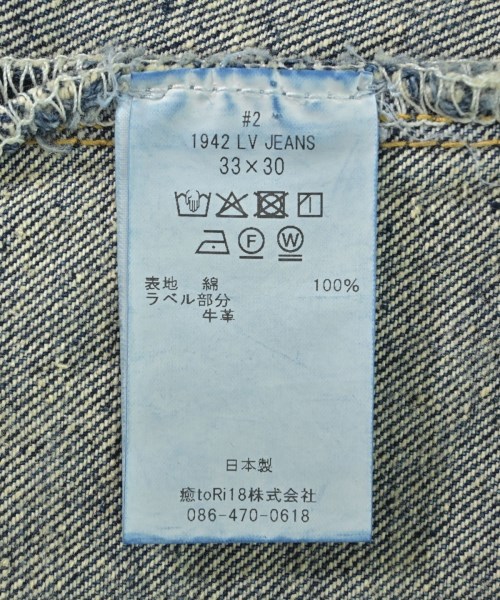 #2
1942 LV JEANS
33×30
F W
表地 綿 100%
ラベル部分
牛革
日本製
癒toRi18株式会社
086-470-0618